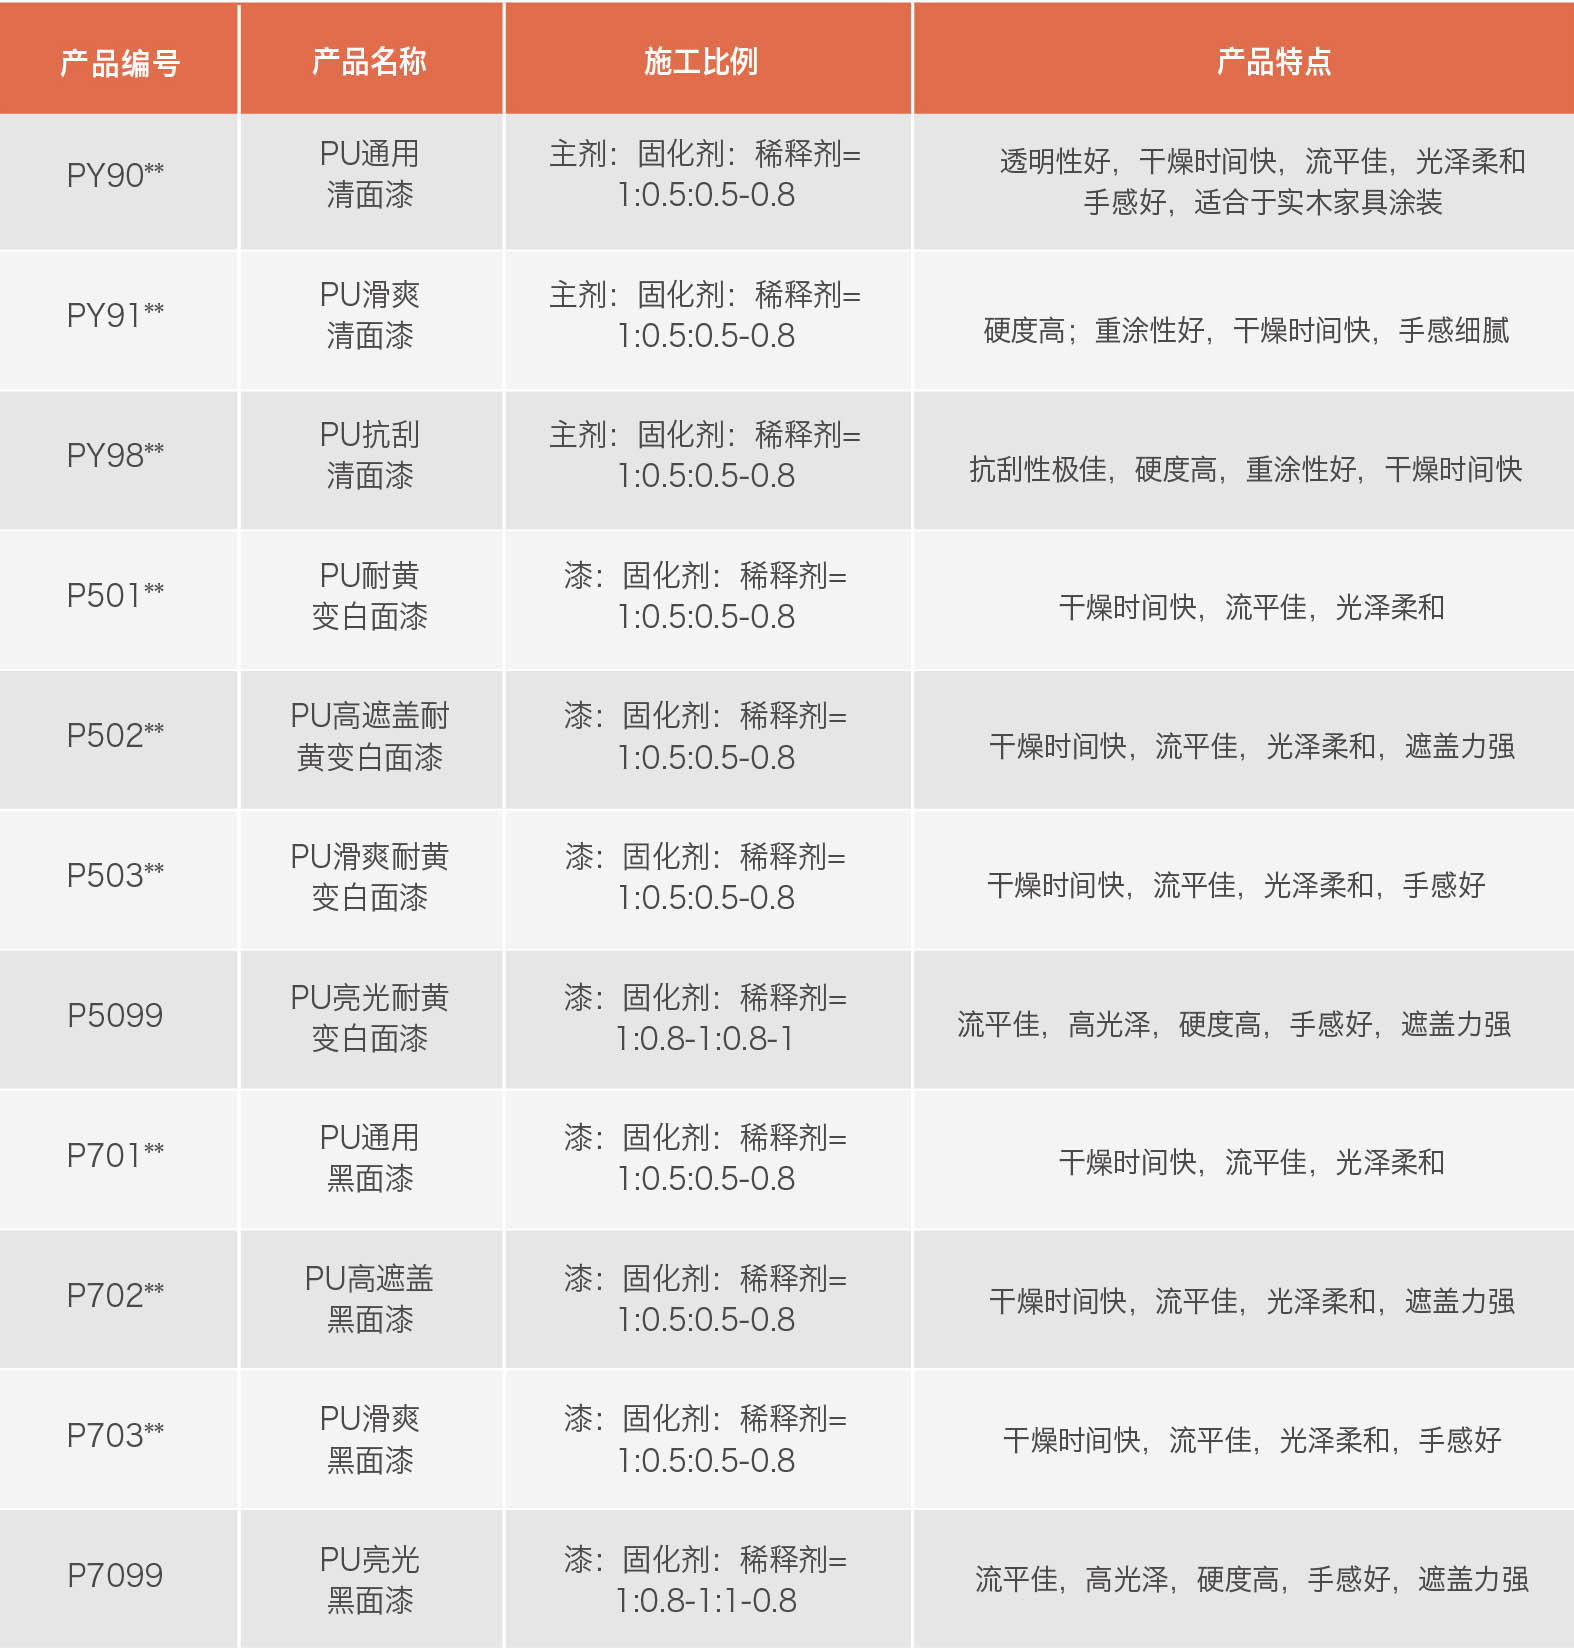 产品编号 产品名称 施工比例 产品特点
PY90** PU通用 主剂：固化剂：稀释剂= 透明性好，干燥时间快，流平佳，光泽柔和
清面漆 1:0.5:0.5-0.8 手感好，适合于实木家具涂装
PY91** PU滑爽 主剂：固化剂：稀释剂= 硬度高；重涂性好，干燥时间快，手感细腻
清面漆 1:0.5:0.5-0.8
PY98** PU抗刮 主剂：固化剂：稀释剂= 抗刮性极佳，硬度高，重涂性好，干燥时间快
清面漆 1:0.5:0.5-0.8
P501** PU耐黄 漆：固化剂：稀释剂= 干燥时间快，流平佳，光泽柔和
变白面漆 1:0.5:0.5-0.8
P502** PU高遮盖耐 漆：固化剂：稀释剂= 干燥时间快，流平佳，光泽柔和，遮盖力强
黄变白面漆 1:0.5:0.5-0.8
P503** PU滑爽耐黄 漆：固化剂：稀释剂= 干燥时间快，流平佳，光泽柔和，手感好
变白面漆 1:0.5:0.5-0.8
P5099 PU亮光耐黄 漆：固化剂：稀释剂= 流平佳，高光泽，硬度高，手感好，遮盖力强
变白面漆 1:0.8-1:0.8-1
P701** PU通用 漆：固化剂：稀释剂= 干燥时间快，流平佳，光泽柔和
黑面漆 1:0.5:0.5-0.8
P702** PU高遮盖 漆：固化剂：稀释剂= 干燥时间快，流平佳，光泽柔和，遮盖力强
黑面漆 1:0.5:0.5-0.8
P703** PU滑爽 漆：固化剂：稀释剂= 干燥时间快，流平佳，光泽柔和，手感好
黑面漆 1:0.5:0.5-0.8
P7099 PU亮光 漆：固化剂：稀释剂= 流平佳，高光泽，硬度高，手感好，遮盖力强
黑面漆 1:0.8-1:1-0.8